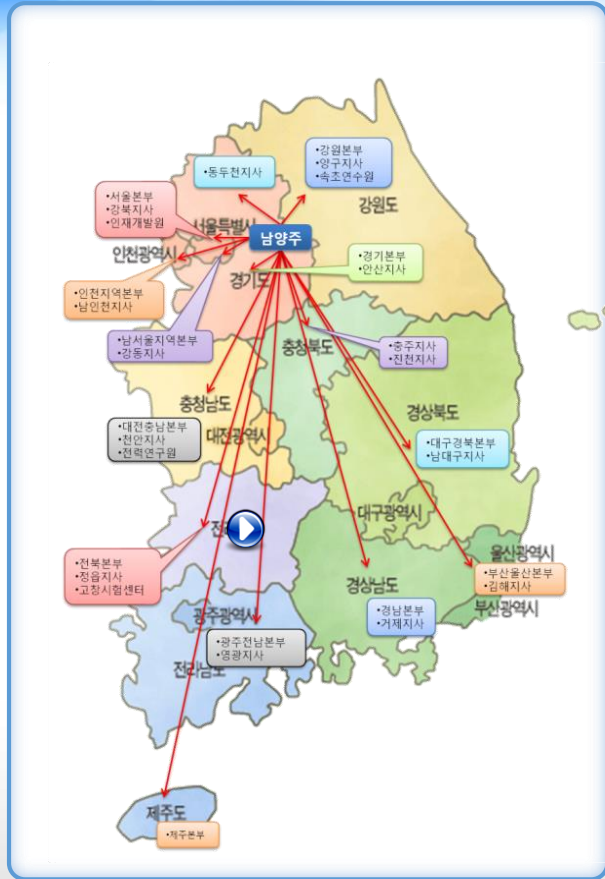 •강원본부
•양구지사
•속초연수원
•동두천지사
강원도
•서울본부
•강북지사
•인재개발원
서울특별시
남양주
인천광역시
•경기본부
•안산지사
경기도
•인천지역본부
•남인천지사
•남서울지역본부
•강동지사
충청북도
•충주지사
•진천지사
충청남도
경상북도
•대전충남본부
•천안지사
•전력연구원
대전광역시
•대구경북본부
•남대구지사
대구광역시
•전북본부
•정읍지사
•고창시험센터
울산광역시
경상남도
•부산울산본부
•김해지사
부산광역시
•경남본부
•거제지사
광주광역시
•광주전남본부
•영광지사
전라남도
제주도
•제주본부